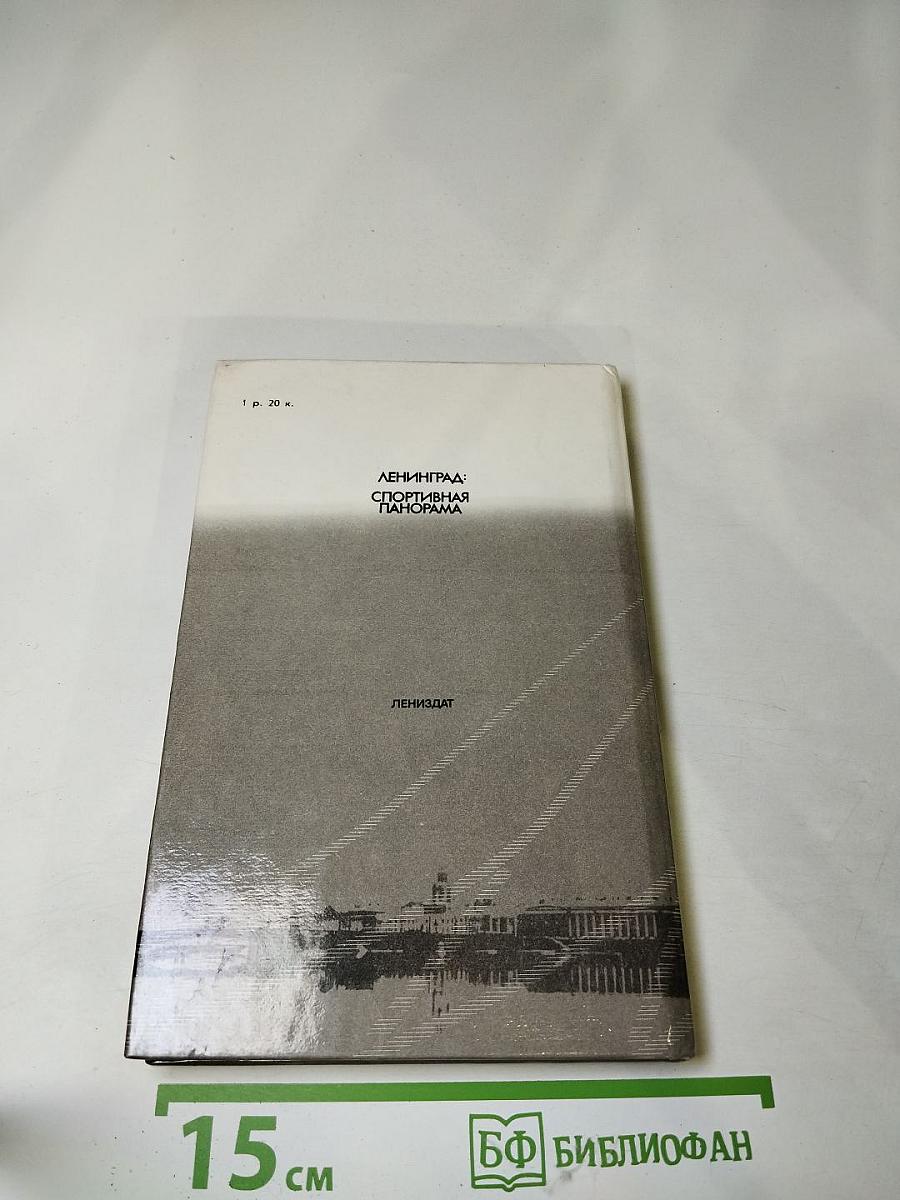 1 р. 20 к.
ЛЕНИНГРАД:
СПОРТИВНАЯ
ПАНОРАМА
ЛЕНИЗДАТ
15 см
БФ БИБЛИОФАН